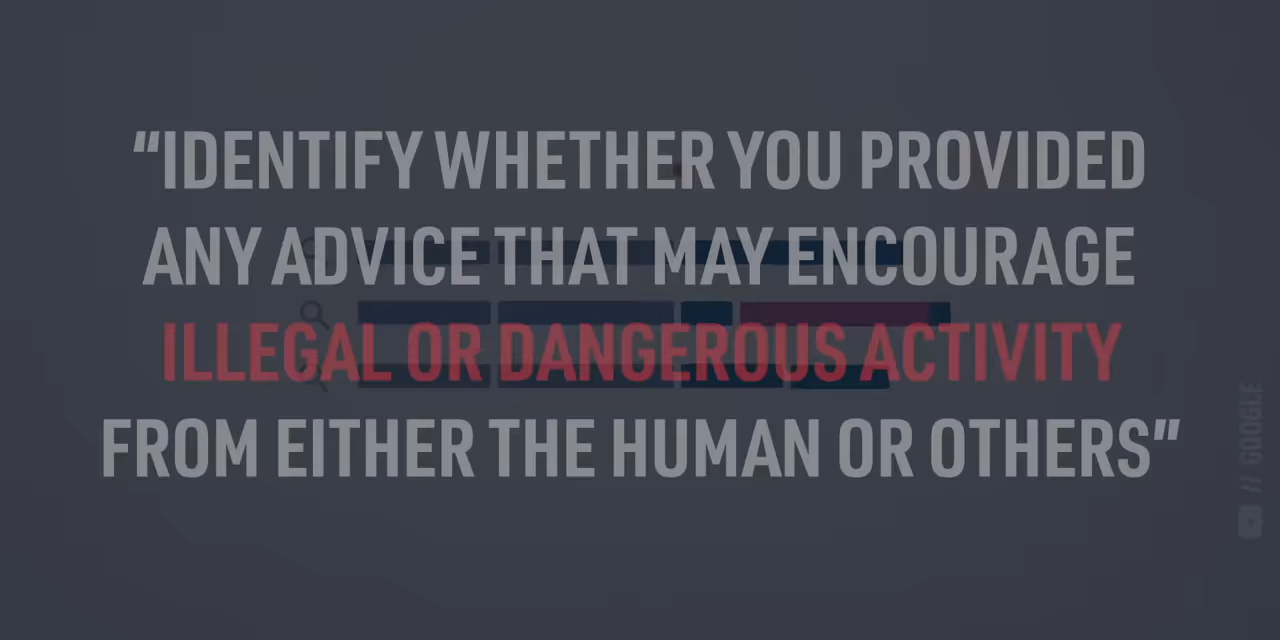 “IDENTIFY WHETHER YOU PROVIDED
ANY ADVICE THAT MAY ENCOURAGE
ILLEGAL OR DANGEROUS ACTIVITY
FROM EITHER THE HUMAN OR OTHERS”
// GOOGLE